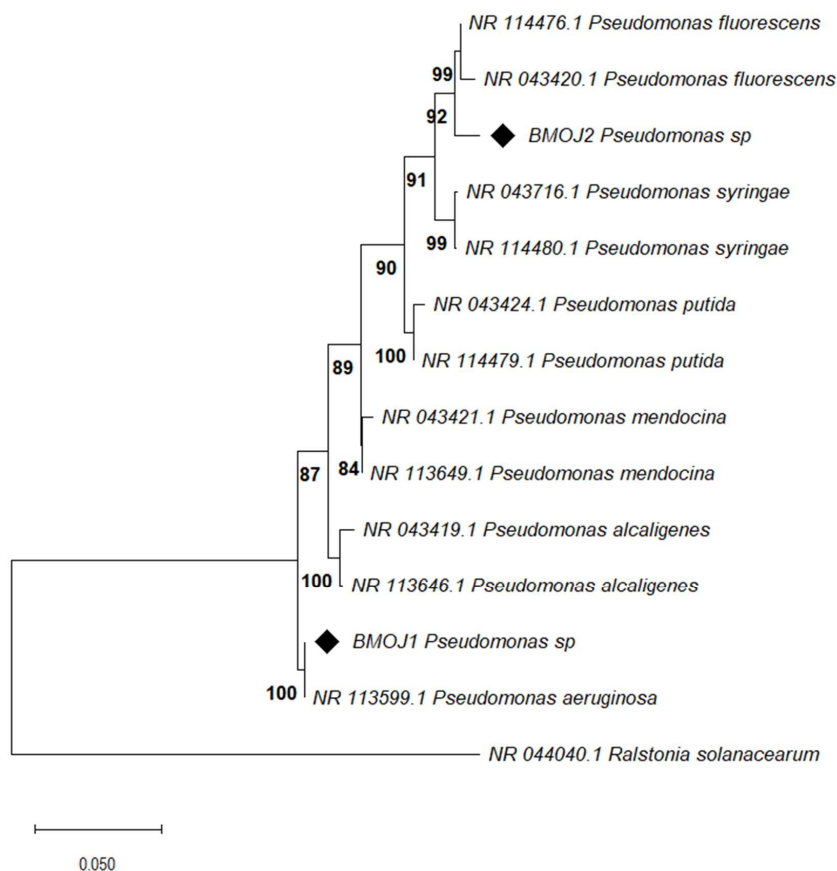 NR 114476.1 Pseudomonas fluorescens
99
NR 043420.1 Pseudomonas fluorescens
92
BMOJ2 Pseudomonas sp
91
NR 043716.1 Pseudomonas syringae
99
NR 114480.1 Pseudomonas syringae
90
NR 043424.1 Pseudomonas putida
100
NR 114479.1 Pseudomonas putida
89
NR 043421.1 Pseudomonas mendocina
84
NR 113649.1 Pseudomonas mendocina
87
NR 043419.1 Pseudomonas alcaligenes
100
NR 113646.1 Pseudomonas alcaligenes
BMOJ1 Pseudomonas sp
100
NR 113599.1 Pseudomonas aeruginosa
NR 044040.1 Ralstonia solanacearum
0.050